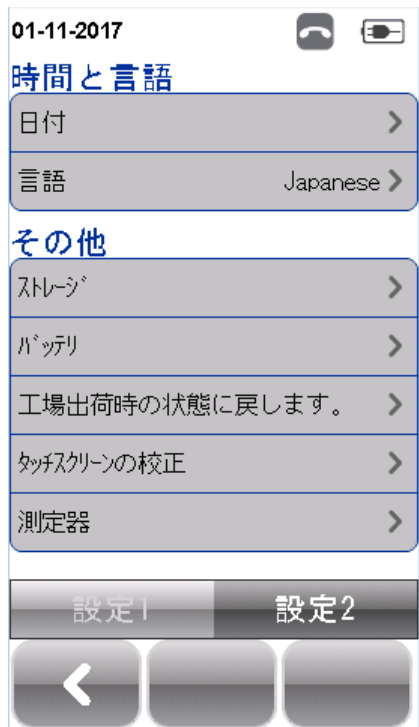 01-11-2017
時間と言語
日付
言語 Japanese
その他
ｽﾄﾚｰｼﾞ
ﾊﾞｯﾃﾘ
工場出荷時の状態に戻します。
ﾀｯﾁｽｸﾘｰﾝの校正
測定器
設定1 設定2